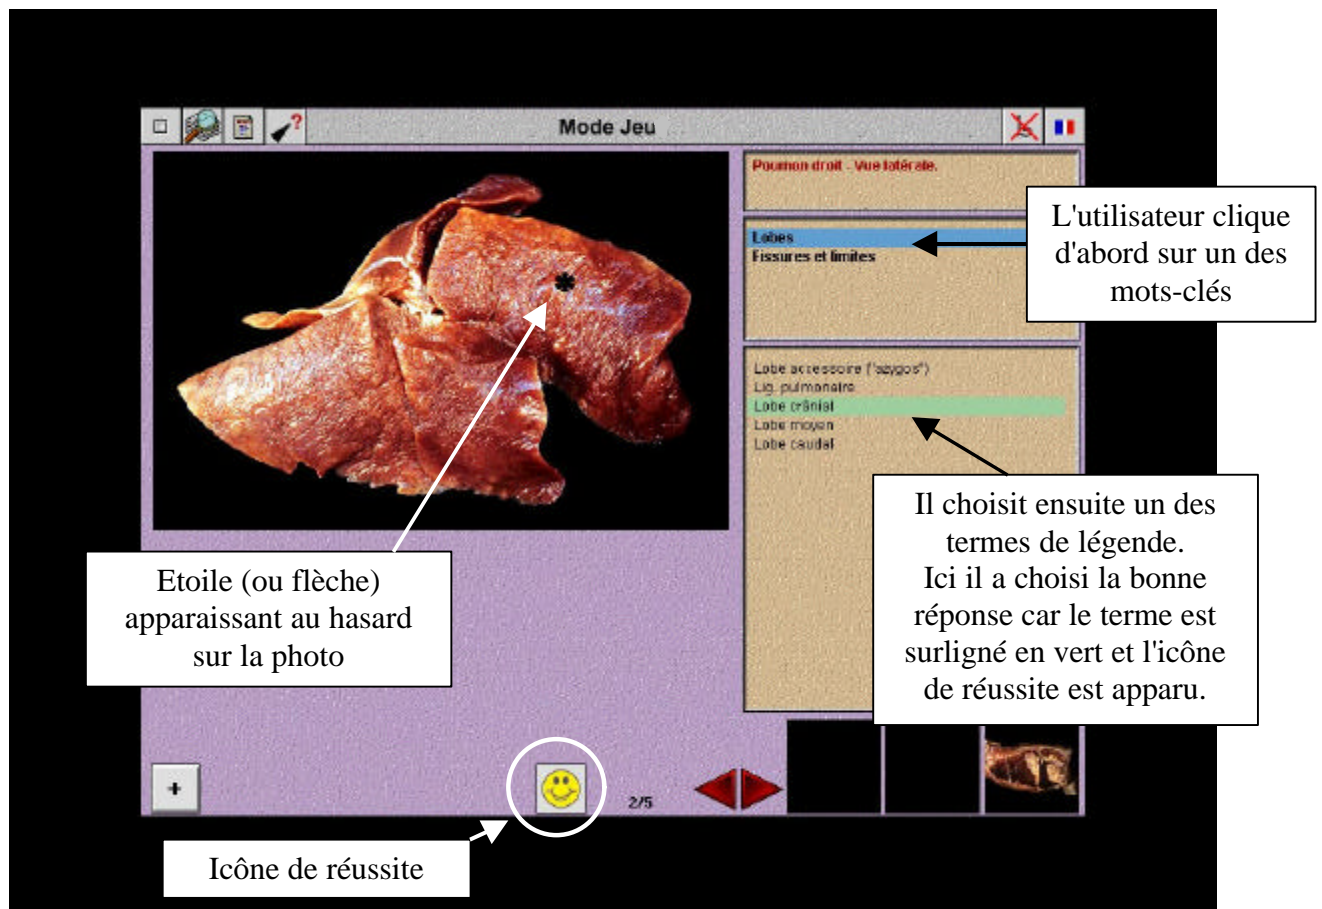 Mode Jeu
Poumon droit - Vue latérale.
L'utilisateur clique
d'abord sur un des
mots-clés
Lobes
Fissures et limites
Lobe accessoire ("azygos")
Lig. pulmonaire
Lobe crânial
Lobe moyen
Lobe caudal
Il choisit ensuite un des
termes de légende.
Ici il a choisi la bonne
réponse car le terme est
surligné en vert et l'icône
de réussite est apparu.
Etoile (ou flèche)
apparaissant au hasard
sur la photo
+
2/5
Icône de réussite